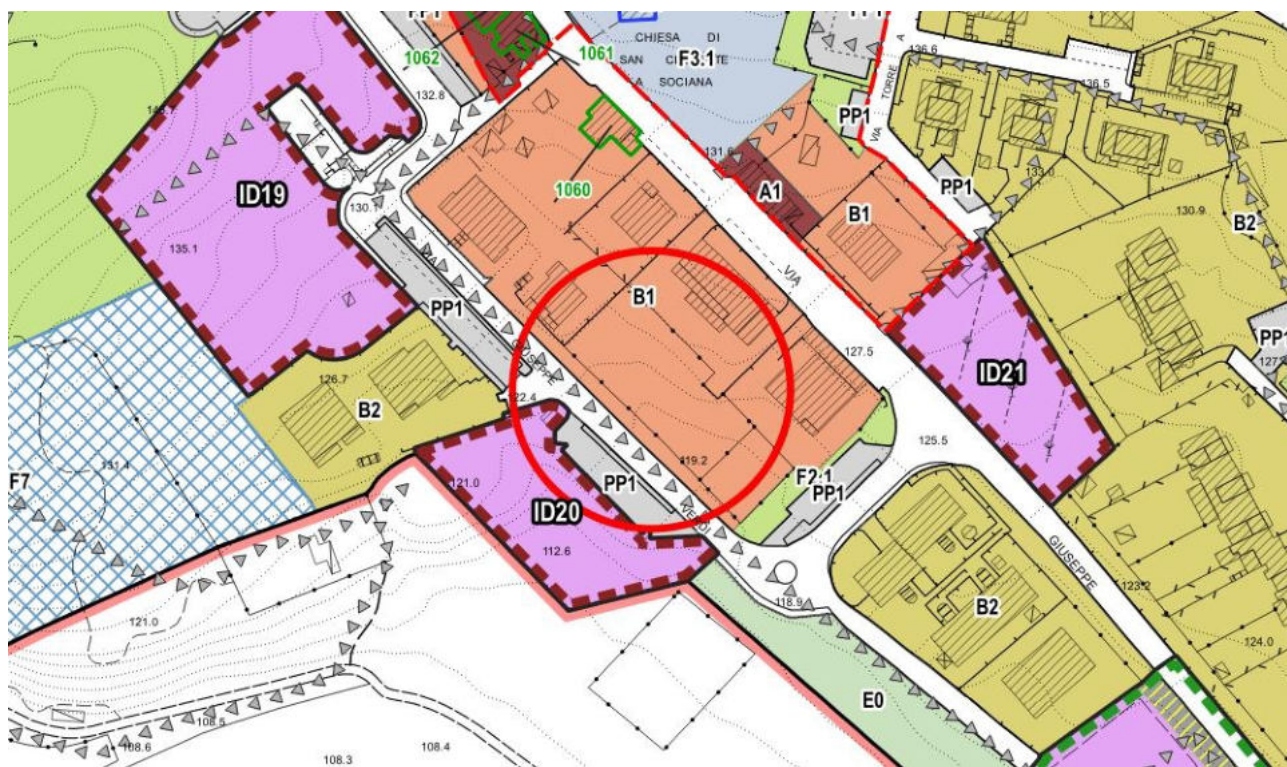 PP1
PP1
1062
1061
CHIESA DI
F3.1
SOCIANA
136.6
VIA TORRE A
136.5
132.8
PP1
VIA
131.6
133.0
PP1
ID19
1060
A1
B1
130.9
B2
130.1
135.1
PP1
B1
VIA
127.5
PP1
ID21
GIUSEPPE
126.7
B2
122.4
125.5
F7
131.4
121.0
ID20
PP1
119.2
F2.1
PP1
VERDI
112.6
GIUSEPPE
123.2
124.0
121.0
118.9
B2
E0
108.5
108.6
108.3
108.4